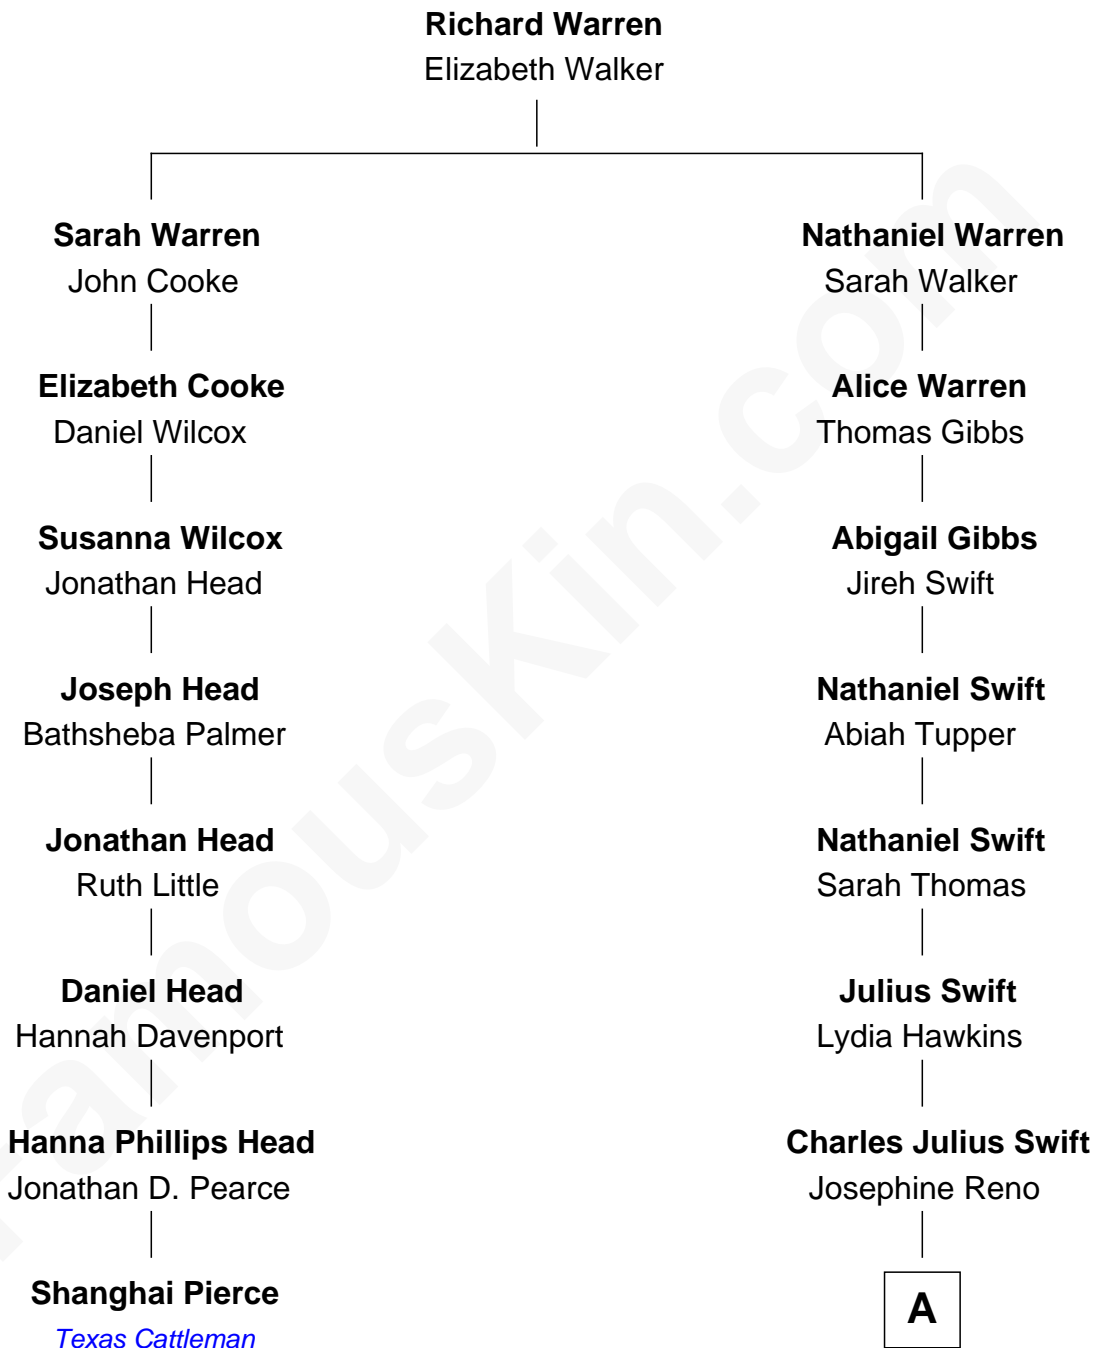 Richard Warren
Elizabeth Walker
Sarah Warren
John Cooke
Nathaniel Warren
Sarah Walker
Elizabeth Cooke
Daniel Wilcox
Alice Warren
Thomas Gibbs
Susanna Wilcox
Jonathan Head
Abigail Gibbs
Jireh Swift
Joseph Head
Bathsheba Palmer
Nathaniel Swift
Abiah Tupper
Jonathan Head
Ruth Little
Nathaniel Swift
Sarah Thomas
Daniel Head
Hannah Davenport
Julius Swift
Lydia Hawkins
Hanna Phillips Head
Jonathan D. Pearce
Charles Julius Swift
Josephine Reno
Shanghai Pierce
Texas Cattleman
A
FamousKin.com